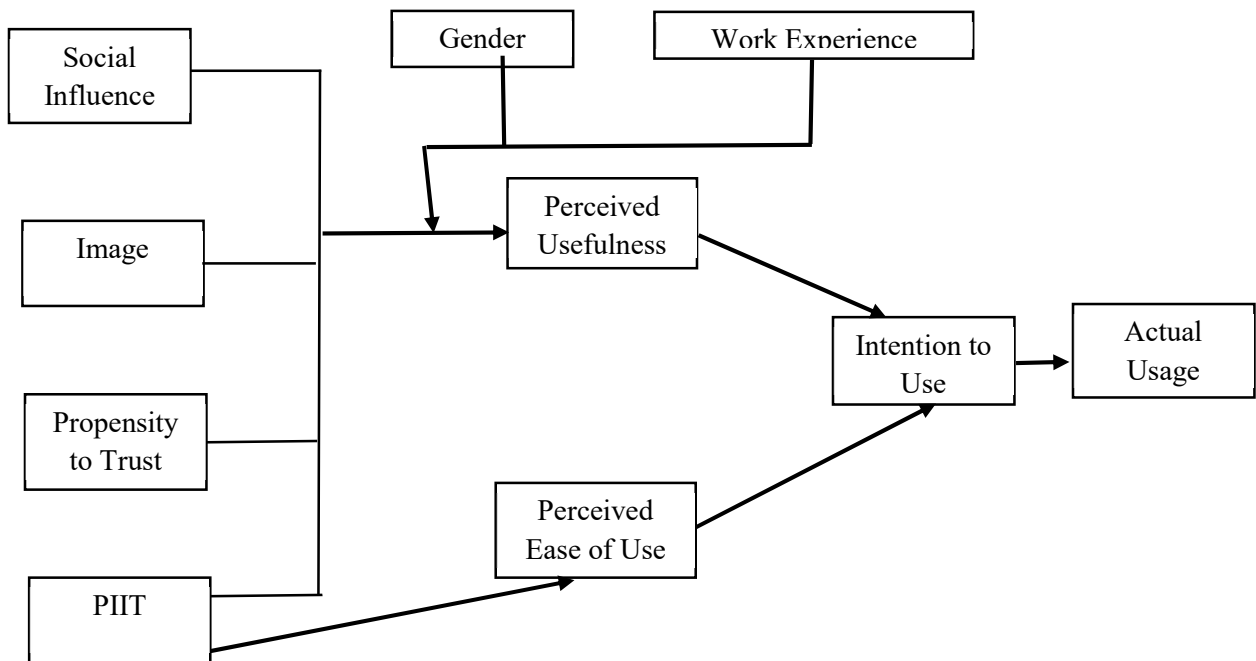 Social
Influence
Gender
Work Experience
Image
Perceived
Usefulness
Intention to
Use
Actual
Usage
Propensity
to Trust
Perceived
Ease of Use
PIIT